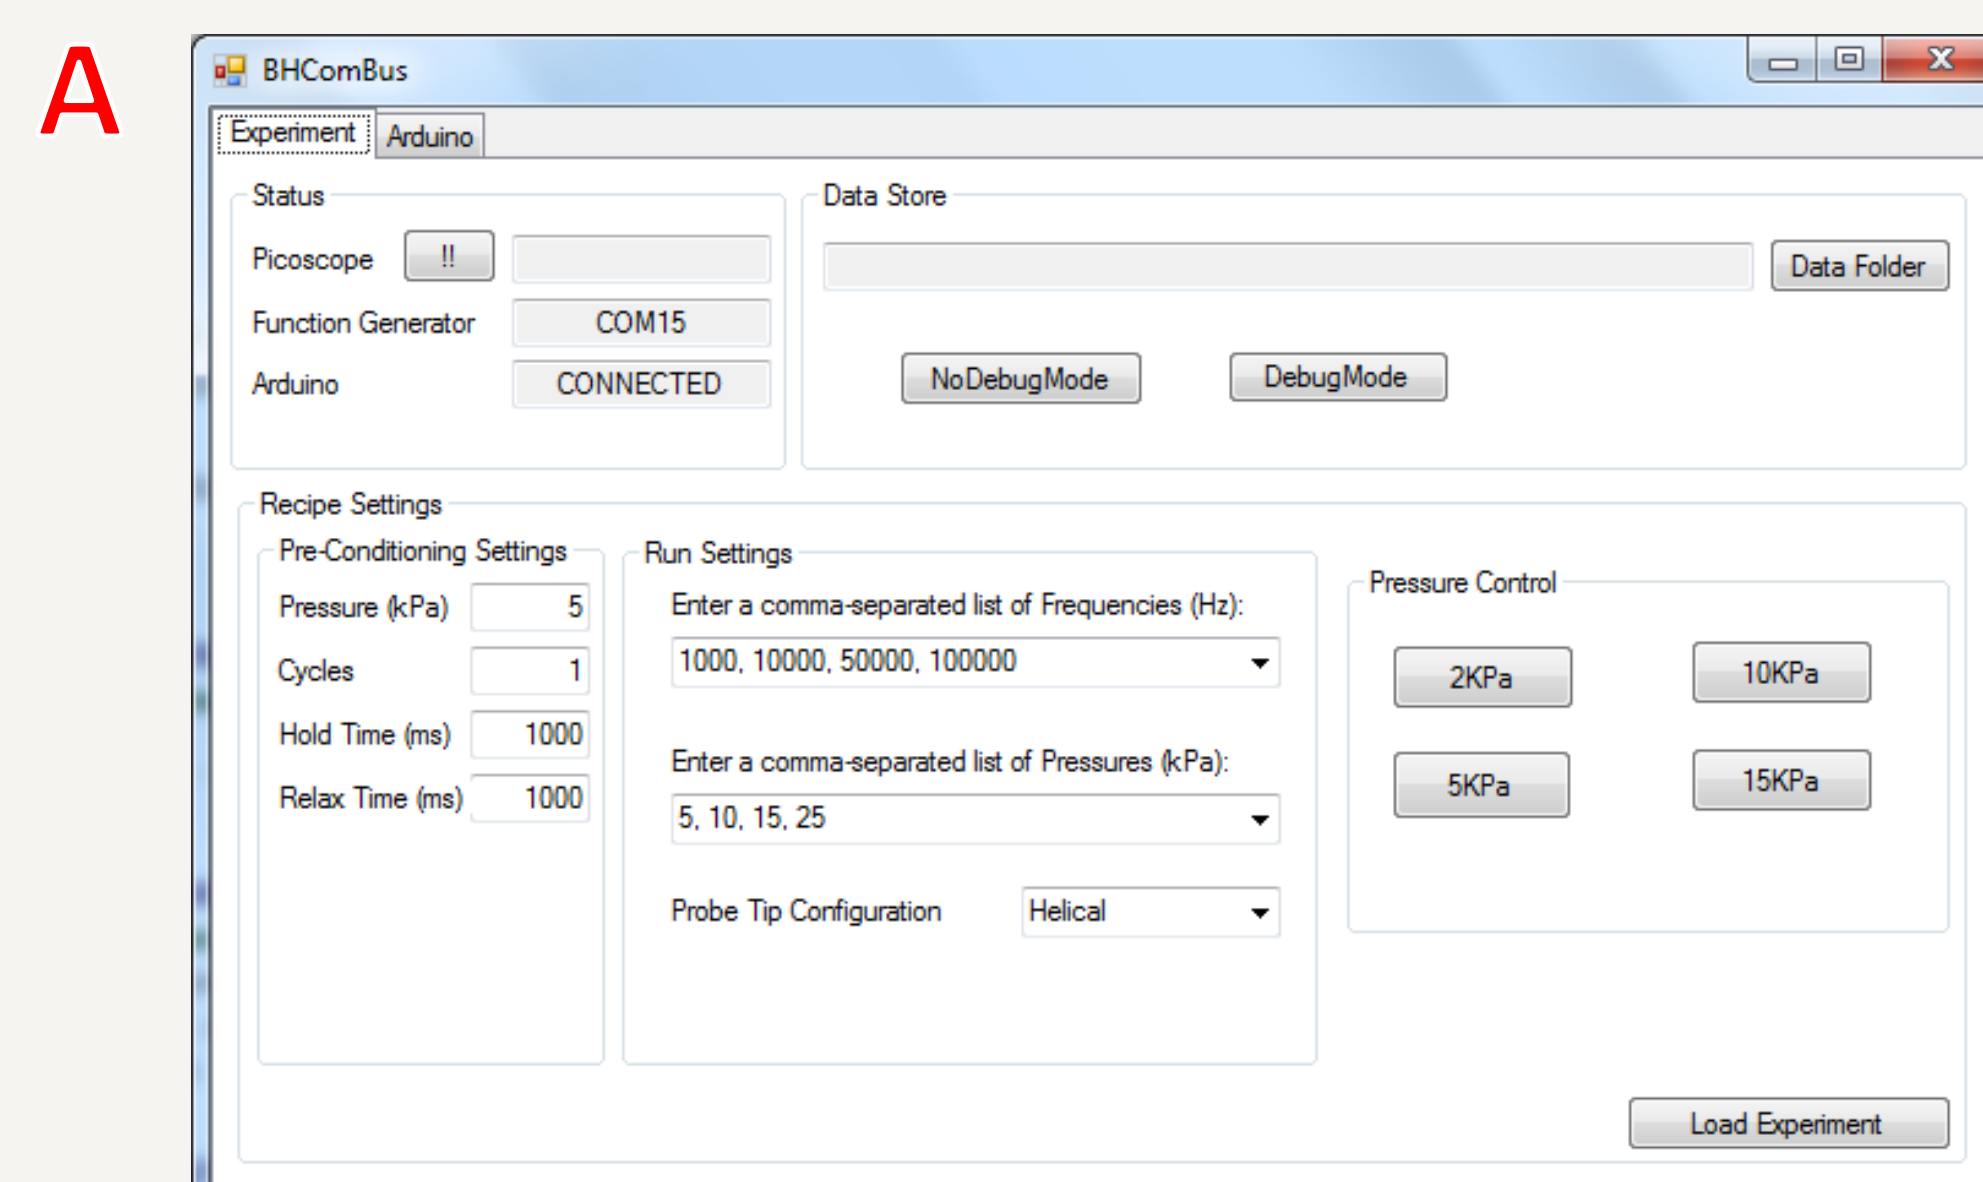 A
BHComBus
Experiment Arduino
Status
Picoscope !!
Function Generator COM15
Arduino CONNECTED
Data Store
Data Folder
NoDebugMode DebugMode
Recipe Settings
Pre-Conditioning Settings
Pressure (kPa) 5
Cycles 1
Hold Time (ms) 1000
Relax Time (ms) 1000
Run Settings
Enter a comma-separated list of Frequencies (Hz):
1000, 10000, 50000, 100000
Enter a comma-separated list of Pressures (kPa):
5, 10, 15, 25
Probe Tip Configuration Helical
Pressure Control
2KPa 10KPa
5KPa 15KPa
Load Experiment